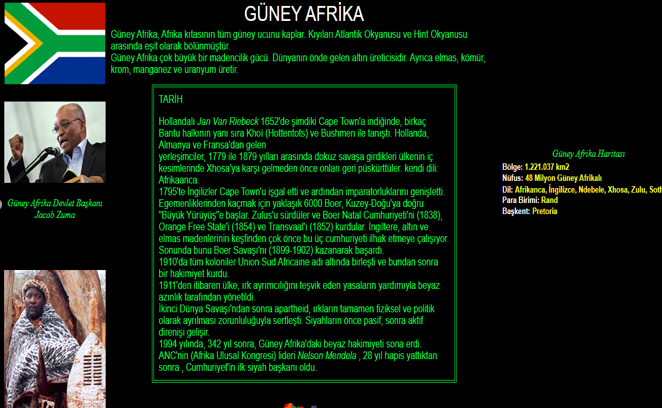 GÜNEY AFRİKA
Güney Afrika, Afrika kıtasının tüm güney ucunu kaplar. Kıyıları Atlantik Okyanusu ve Hint Okyanusu
arasında eşit olarak bölünmüştür.
Güney Afrika çok büyük bir madencilik gücü. Dünyanın önde gelen altın üreticisidir. Ayrıca elmas, kömür,
krom, manganez ve uranyum üretir.
Güney Afrika Devlet Başkanı
Jacob Zuma
TARİH
Hollandalı Jan Van Riebeck 1652'de şimdiki Cape Town'a indiğinde, birkaç
Bantu halkının yanı sıra Khoï (Hottentots) ve Bushmen ile tanıştı. Hollanda,
Almanya ve Fransa'dan gelen
yerleşimciler, 1779 ile 1879 yılları arasında dokuz savaşa girdikleri ülkenin iç
kesimlerinde Xhosa'ya karşı gelmeden önce onları geri püskürttüler. kendi dili:
Afrikaanca.
1795'te İngilizler Cape Town'u işgal etti ve ardından imparatorluklarını genişletti.
Egemenliklerinden kaçmak için yaklaşık 6000 Boer, Kuzey-Doğu'ya doğru
"Büyük Yürüyüş"e başlar. Zulus'u sürdüler ve Boer Natal Cumhuriyeti'ni (1838),
Orange Free State'i (1854) ve Transvaal'ı (1852) kurdular. İngiltere, altın ve
elmas madenlerinin keşfinden çok önce bu üç cumhuriyeti ilhak etmeye çalışıyor.
Sonunda bunu Boer Savaşı'nı (1899-1902) kazanarak başardı.
1910'da tüm koloniler Union Sud Africaine adı altında birleşti ve bundan sonra
bir hakimiyet kurdu.
1911'den itibaren ülke, ırk ayrımcılığını teşvik eden yasaların yardımıyla beyaz
azınlık tarafından yönetildi.
İkinci Dünya Savaşı'ndan sonra apartheid, ırkların tamamen fiziksel ve politik
olarak ayrılması zorunluluğuyla sertleşti. Siyahların önce pasif, sonra aktif
direnişi gelişir.
1994 yılında, 342 yıl sonra, Güney Afrika'daki beyaz hakimiyeti sona erdi.
ANC'nin (Afrika Ulusal Kongresi) lideri Nelson Mendela , 28 yıl hapis yattıktan
sonra , Cumhuriyet'in ilk siyah başkanı oldu.
Güney Afrika Haritası
Bölge: 1.221.037 km2
Nüfus: 48 Milyon Güney Afrikalı
Dil: Afrikanca, İngilizce, Ndebele, Xhosa, Zulu, Soth
Para Birimi: Rand
Başkent: Pretoria